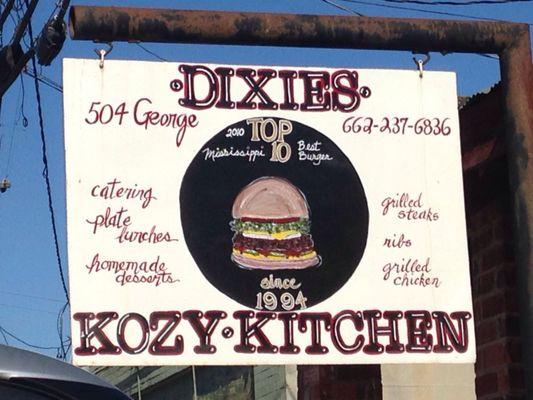 ·DIXIES·
504 George
662-237-6836
2010 TOP 10
Mississippi Best Burger
catering
plate lunches
homemade desserts
since 1994
grilled steaks
ribs
grilled chicken
KOZY·KITCHEN